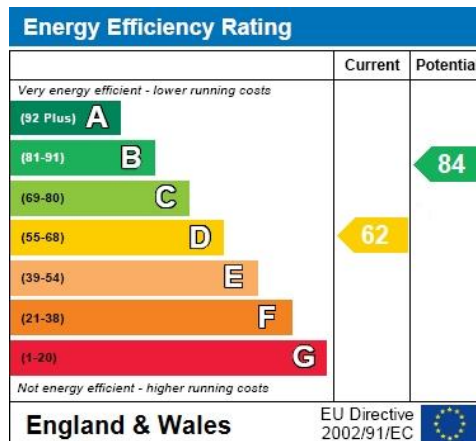 Energy Efficiency Rating
Current Potentia
Very energy efficient - lower running costs
(92 Plus) A
(81-91) B
84
(69-80) C
(55-68) D
62
(39-54) E
(21-38) F
(1-20) G
Not energy efficient - higher running costs
England & Wales
EU Directive
2002/91/EC